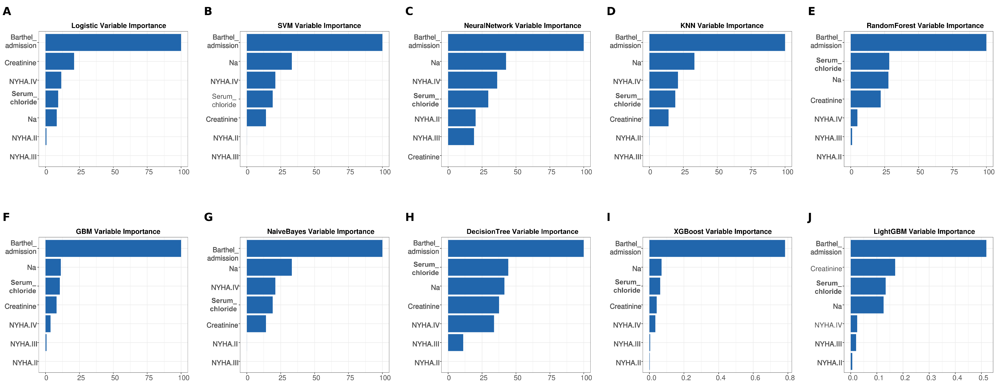 A
Logistic Variable Importance
Barthel_
admission
Creatinine
NYHA.IV
Serum_
chloride
Na
NYHA.II
NYHA.III
0 25 50 75 100
B
SVM Variable Importance
Barthel_
admission
Na
NYHA.IV
Serum_
chloride
Creatinine
NYHA.II
NYHA.III
0 25 50 75 100
C
NeuralNetwork Variable Importance
Barthel_
admission
Na
NYHA.IV
Serum_
chloride
NYHA.II
NYHA.III
Creatinine
0 25 50 75 100
D
KNN Variable Importance
Barthel_
admission
Na
NYHA.IV
Serum_
chloride
Creatinine
NYHA.II
NYHA.III
0 25 50 75 100
E
RandomForest Variable Importance
Barthel_
admission
Serum_
chloride
Na
Creatinine
NYHA.IV
NYHA.III
NYHA.II
0 25 50 75 100
F
GBM Variable Importance
Barthel_
admission
Na
Serum_
chloride
Creatinine
NYHA.IV
NYHA.III
NYHA.II
0 25 50 75 100
G
NaiveBayes Variable Importance
Barthel_
admission
Na
NYHA.IV
Serum_
chloride
Creatinine
NYHA.II
NYHA.III
0 25 50 75 100
H
DecisionTree Variable Importance
Barthel_
admission
Serum_
chloride
Na
Creatinine
NYHA.IV
NYHA.III
NYHA.II
0 25 50 75 100
I
XGBoost Variable Importance
Barthel_
admission
Na
Serum_
chloride
Creatinine
NYHA.IV
NYHA.III
NYHA.II
0.0 0.2 0.4 0.6 0.8
J
LightGBM Variable Importance
Barthel_
admission
Creatinine
Serum_
chloride
Na
NYHA.IV
NYHA.III
NYHA.II
0.0 0.1 0.2 0.3 0.4 0.5